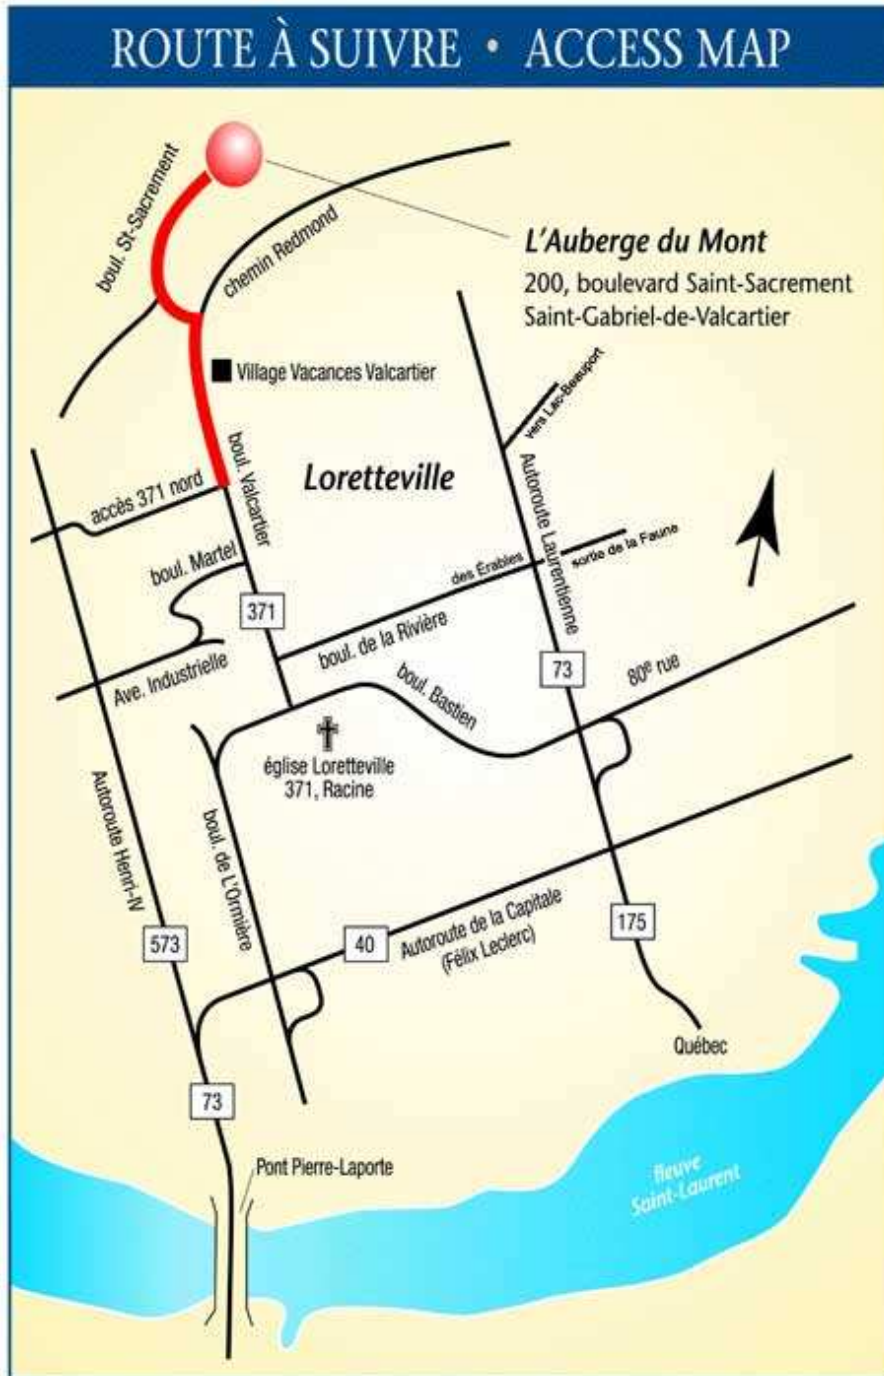 ROUTE À SUIVRE • ACCESS MAP
boul. St-Sacrement
chemin Redmond
L'Auberge du Mont
200, boulevard Saint-Sacrement
Saint-Gabriel-de-Valcartier
Village Vacances Valcartier
vers Lac-Beauport
boul. Valcartier
Loretteville
Autoroute Laurentienne
accès 371 nord
boul. Martel
des Érables
sortie de la Faune
371
boul. de la Rivière
Ave. Industrielle
boul. Bastien
73
80e rue
église Loretteville
371, Racine
Autoroute Henri-IV
boul. de L'Ormière
573
40
Autoroute de la Capitale
(Félix Leclerc)
175
Québec
73
Pont Pierre-Laporte
fleuve
Saint-Laurent